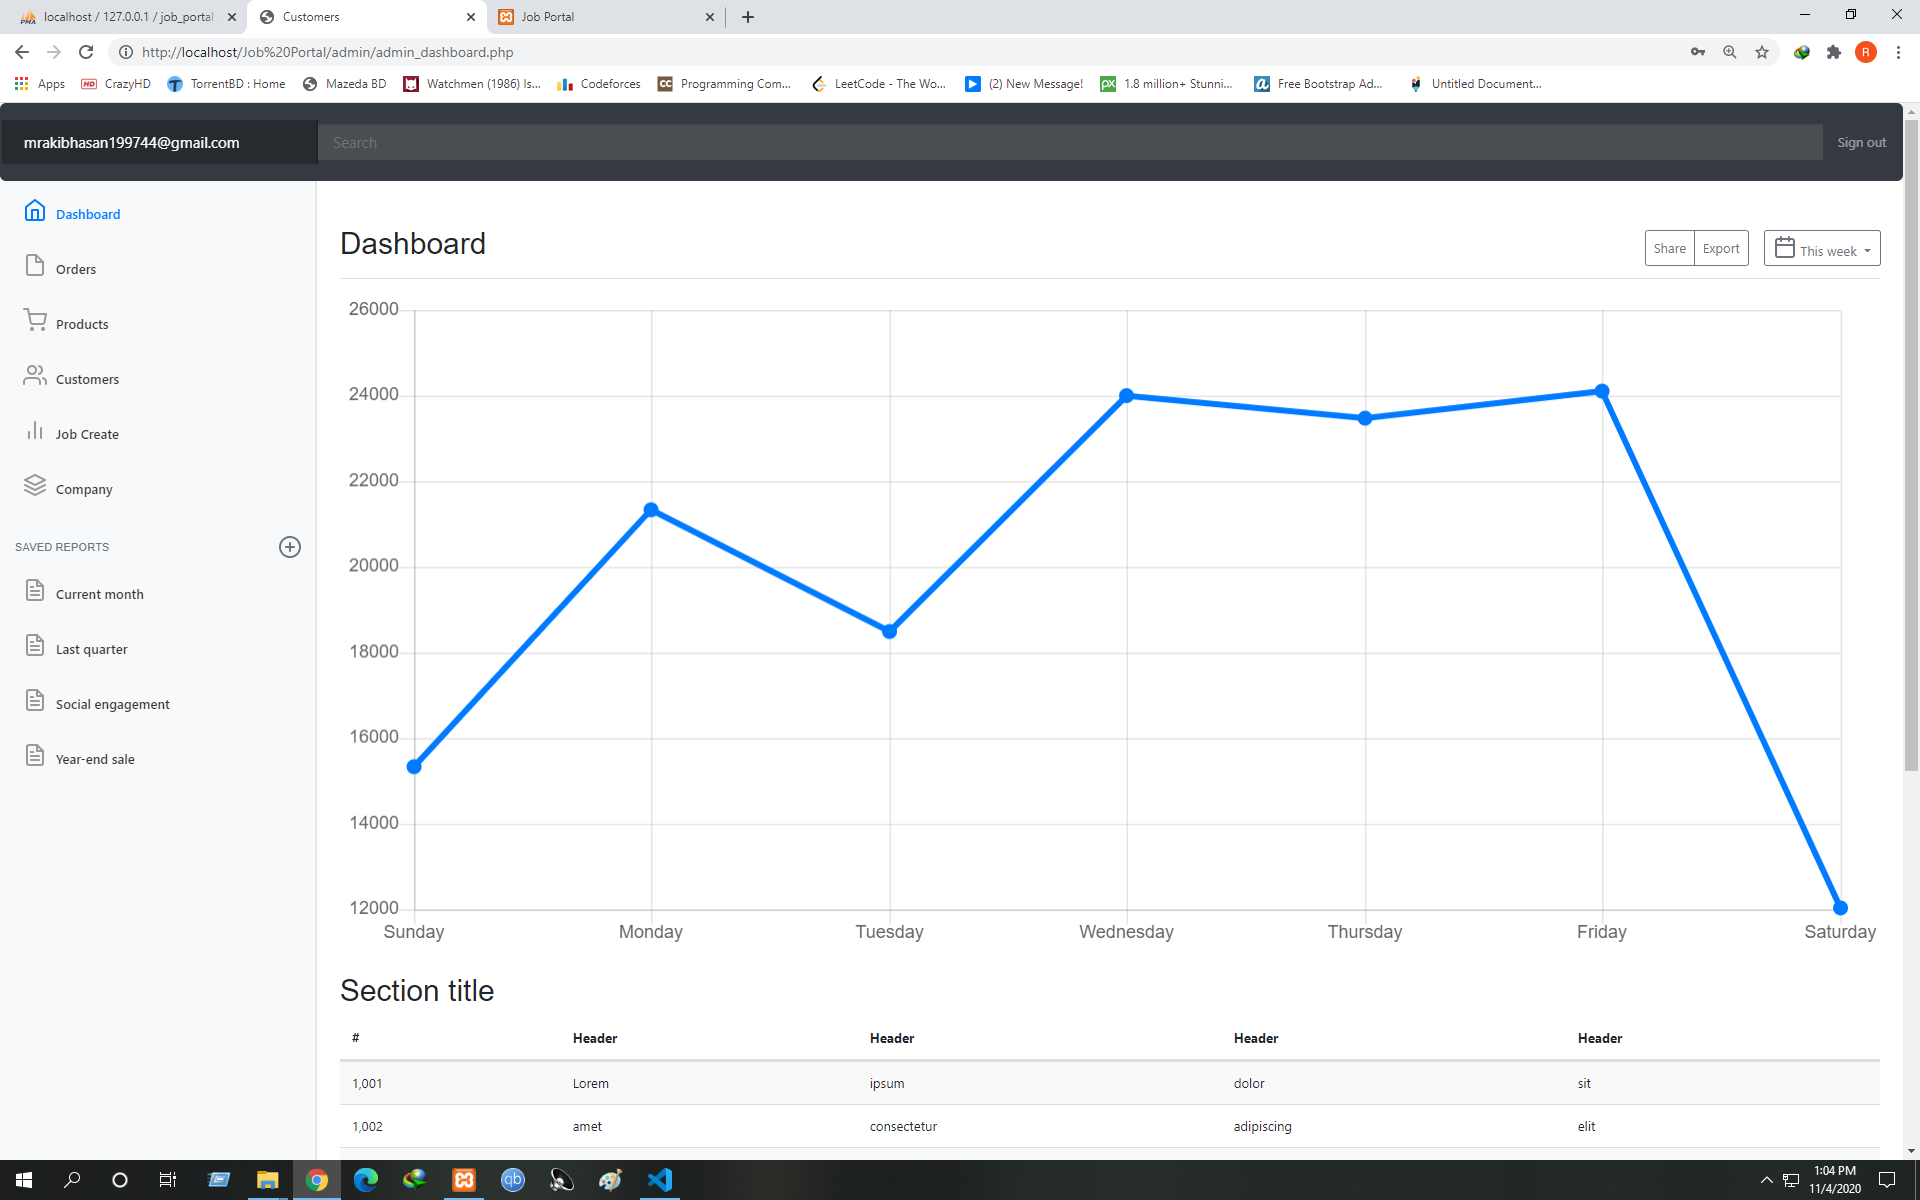 localhost / 127.0.0.1 / job_portal
Customers
Job Portal
http://localhost/Job%20Portal/admin/admin_dashboard.php
R
Apps
HD
CrazyHD
TorrentBD : Home
Mazeda BD
Watchmen (1986) Is...
Codeforces
CC
Programming Com...
LeetCode - The Wo...
(2) New Message!
px
1.8 million+ Stunni...
Free Bootstrap Ad...
Untitled Document...
mrakibhasan199744@gmail.com
Search
Sign out
Dashboard
Orders
Products
Customers
Job Create
Company
SAVED REPORTS
Current month
Last quarter
Social engagement
Year-end sale
Dashboard
Share
Export
This week
26000
24000
22000
20000
18000
16000
14000
12000
Sunday
Monday
Tuesday
Wednesday
Thursday
Friday
Saturday
Section title
# Header Header Header Header
1,001 Lorem ipsum dolor sit
1,002 amet consectetur adipiscing elit
qb
1:04 PM
11/4/2020